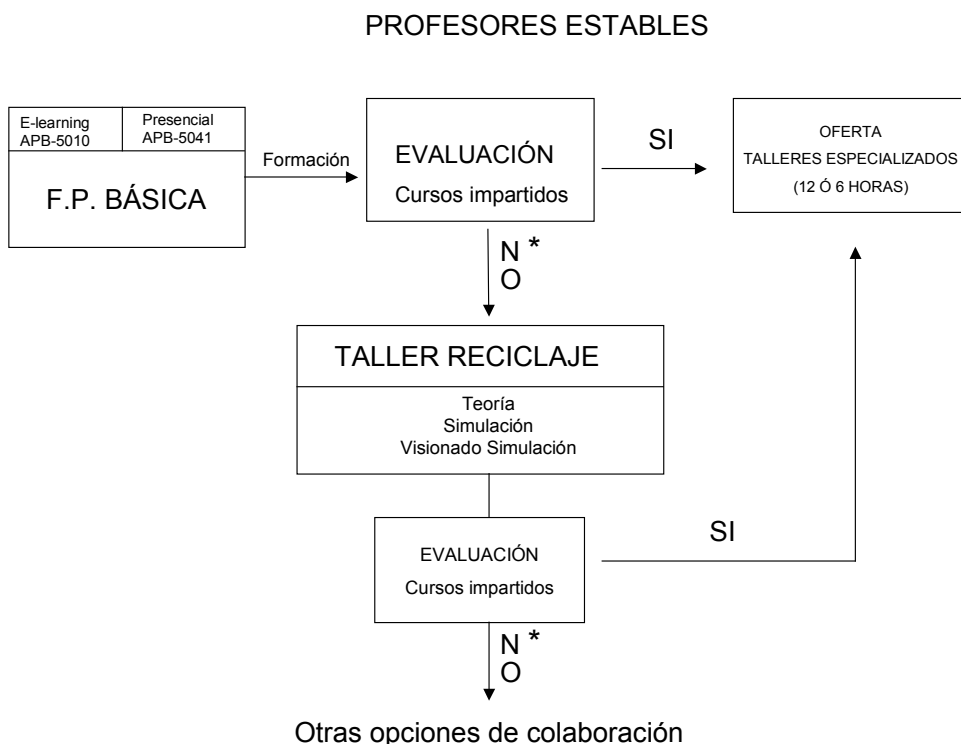 PROFESORES ESTABLES
E-learning
APB-5010
Presencial
APB-5041
F.P. BÁSICA
Formación
EVALUACIÓN
Cursos impartidos
SI
OFERTA
TALLERES ESPECIALIZADOS
(12 Ó 6 HORAS)
N *
O
TALLER RECICLAJE
Teoría
Simulación
Visionado Simulación
EVALUACIÓN
Cursos impartidos
SI
N *
O
Otras opciones de colaboración